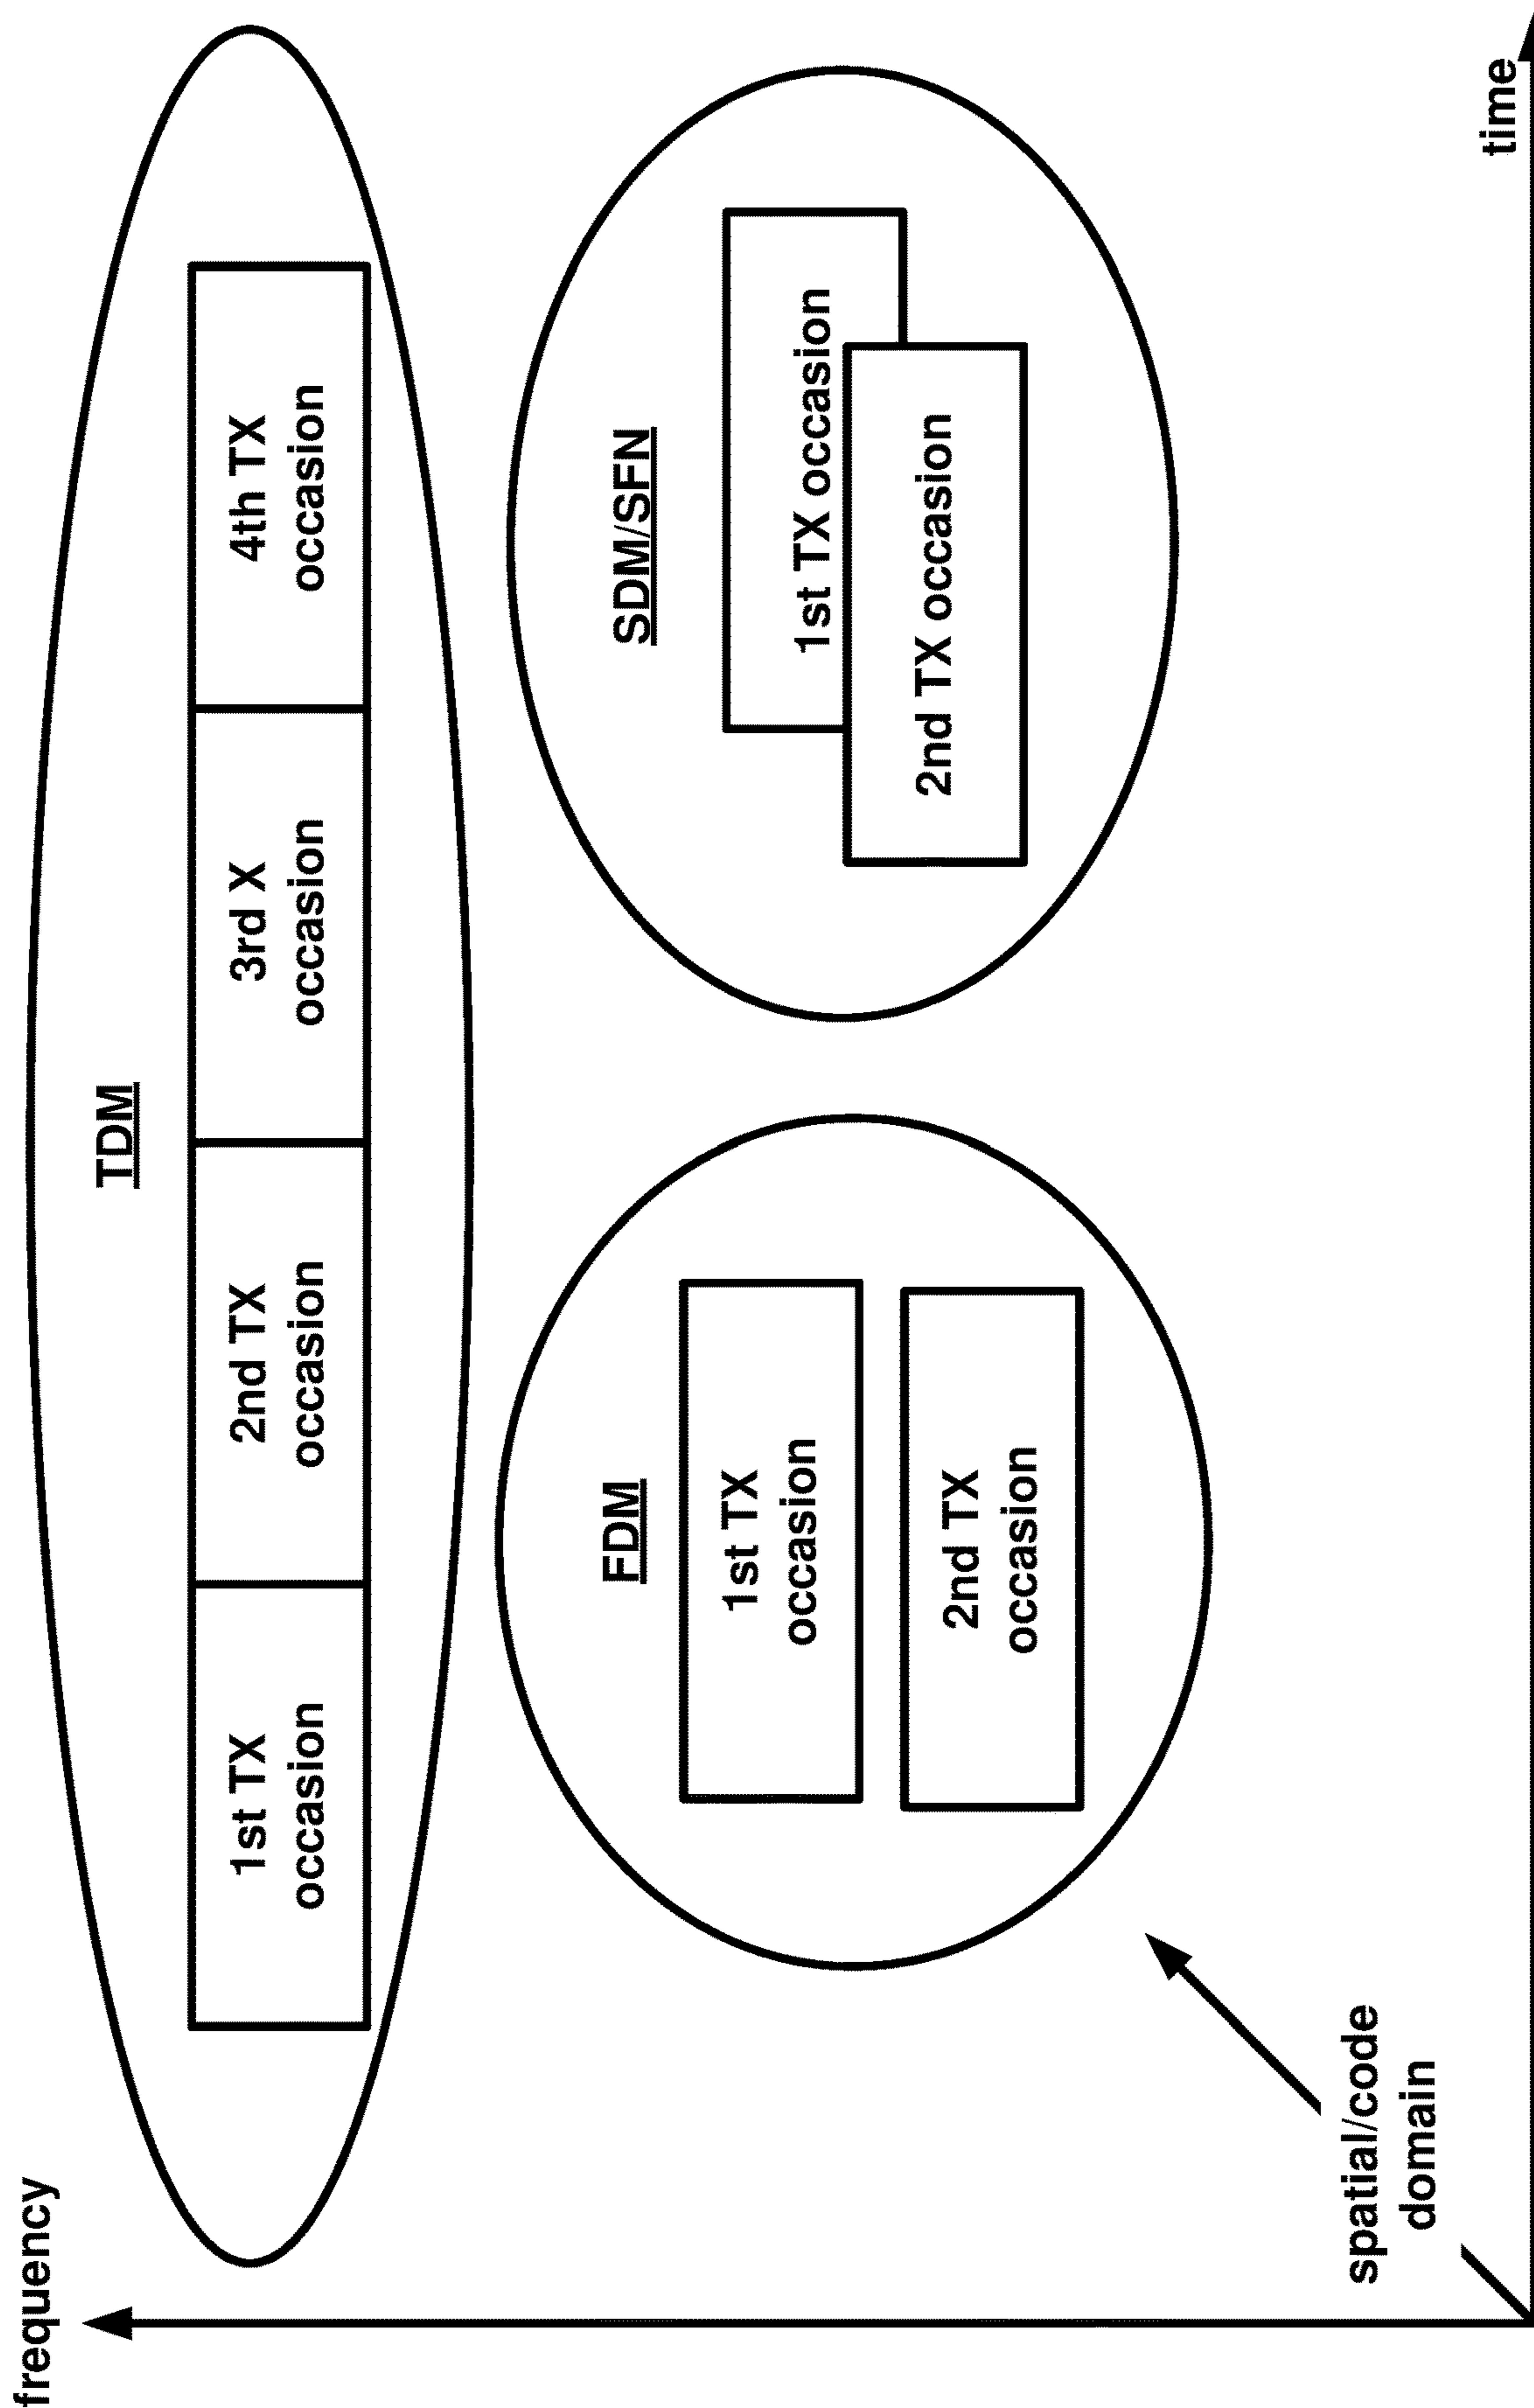 frequency
TDM
1st TX
occasion
2nd TX
occasion
3rd X
occasion
4th TX
occasion
FDM
1st TX
occasion
2nd TX
occasion
SDM/SFN
1st TX occasion
2nd TX occasion
spatial/code
domain
time